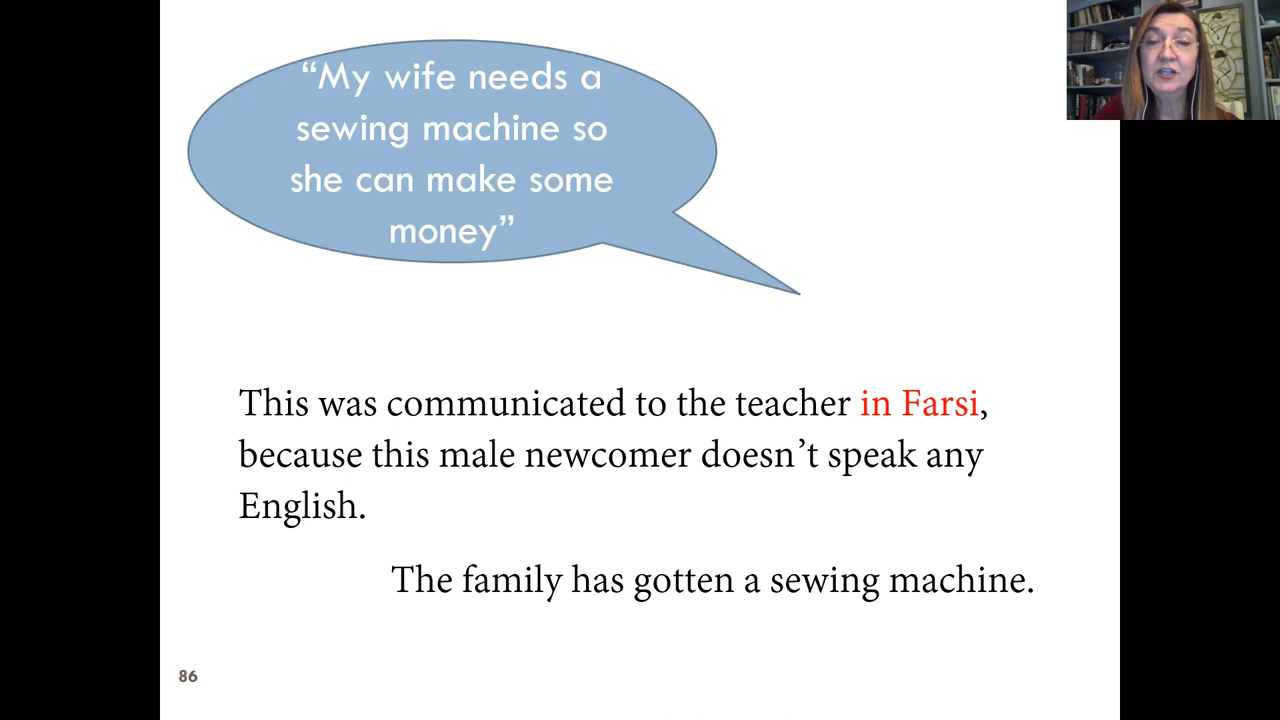 “My wife needs a
sewing machine so
she can make some
money”
This was communicated to the teacher in Farsi,
because this male newcomer doesn’t speak any
English.
The family has gotten a sewing machine.
86